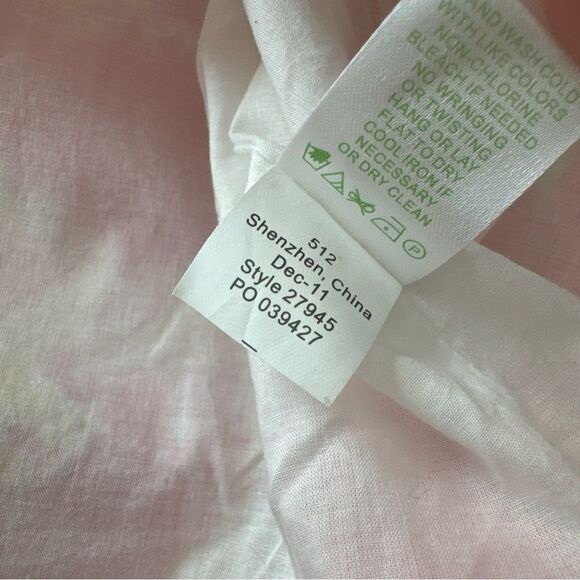 AND WASH COLD
WITH LIKE COLORS
NON-CHLORINE
BLEACH IF NEEDED
NO WRINGING
OR TWISTING
HANG OR LAY
FLAT TO DRY
COOL IRON IF
NECESSARY
OR DRY CLEAN
P
512
Shenzhen, China
Dec-11
Style 27945
PO 039427